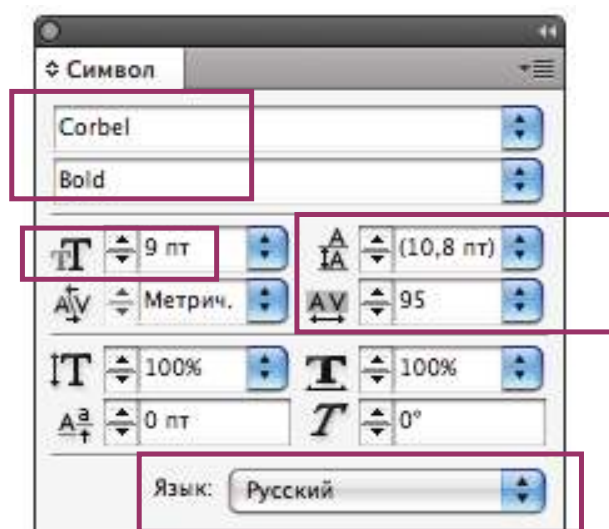 Символ
Corbel
Bold
9 пт (10,8 пт)
Метрич. 95
100% 100%
0 пт 0°
Язык: Русский